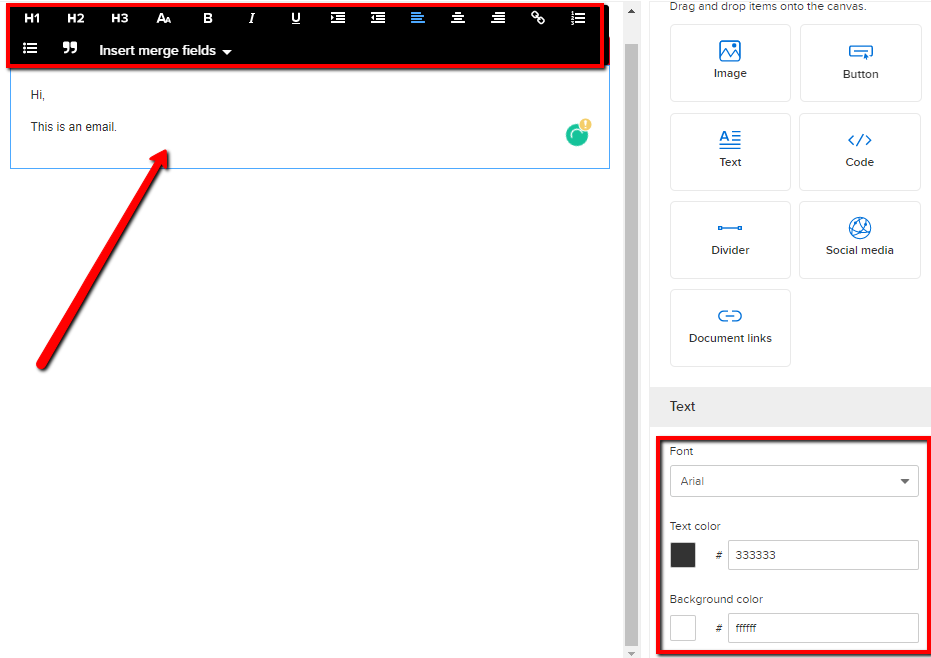 H1 H2 H3 AA B I U
Insert merge fields
Hi,
This is an email.
Drag and drop items onto the canvas.
Image
Button
Text
Code
Divider
Social media
Document links
Text
Font
Arial
Text color
# 333333
Background color
# ffffff